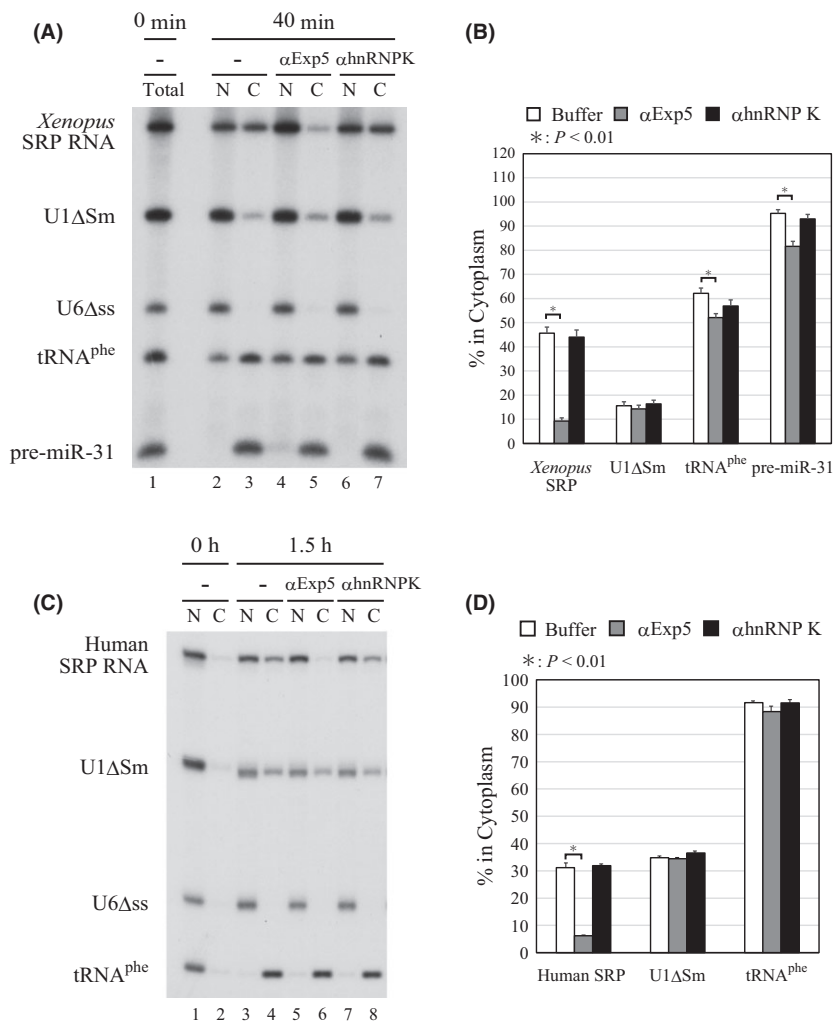 (A)
0 min
40 min
-
-
αExp5
αhnRNPK
Total
N
C
N
C
N
C
Xenopus
SRP RNA
U1ΔSm
U6Δss
tRNAphe
pre-miR-31
1
2
3
4
5
6
7
(B)
Buffer
αExp5
αhnRNP K
*: P < 0.01
120
110
100
90
80
70
60
50
40
30
20
10
0
% in Cytoplasm
*
*
*
Xenopus
SRP
U1ΔSm
tRNAphe
pre-miR-31
(C)
0 h
1.5 h
-
-
αExp5
αhnRNPK
N
C
N
C
N
C
N
C
Human
SRP RNA
U1ΔSm
U6Δss
tRNAphe
1
2
3
4
5
6
7
8
(D)
Buffer
αExp5
αhnRNP K
*: P < 0.01
100
90
80
70
60
50
40
30
20
10
0
% in Cytoplasm
*
Human SRP
U1ΔSm
tRNAphe